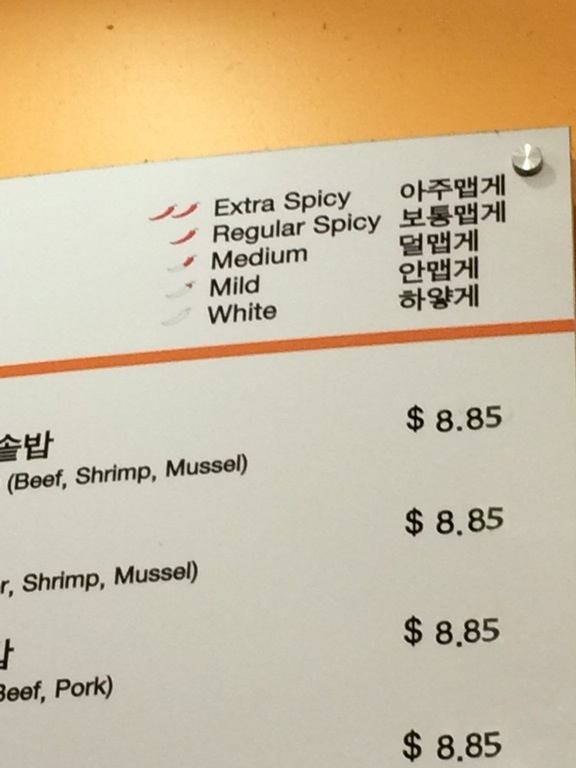 Extra Spicy 아주맵게
Regular Spicy 보통맵게
Medium 덜맵게
Mild 안맵게
White 하얗게
$ 8.85
솥밥
(Beef, Shrimp, Mussel)
$ 8.85
r, Shrimp, Mussel)
$ 8.85
밥
Beef, Pork)
$ 8.85